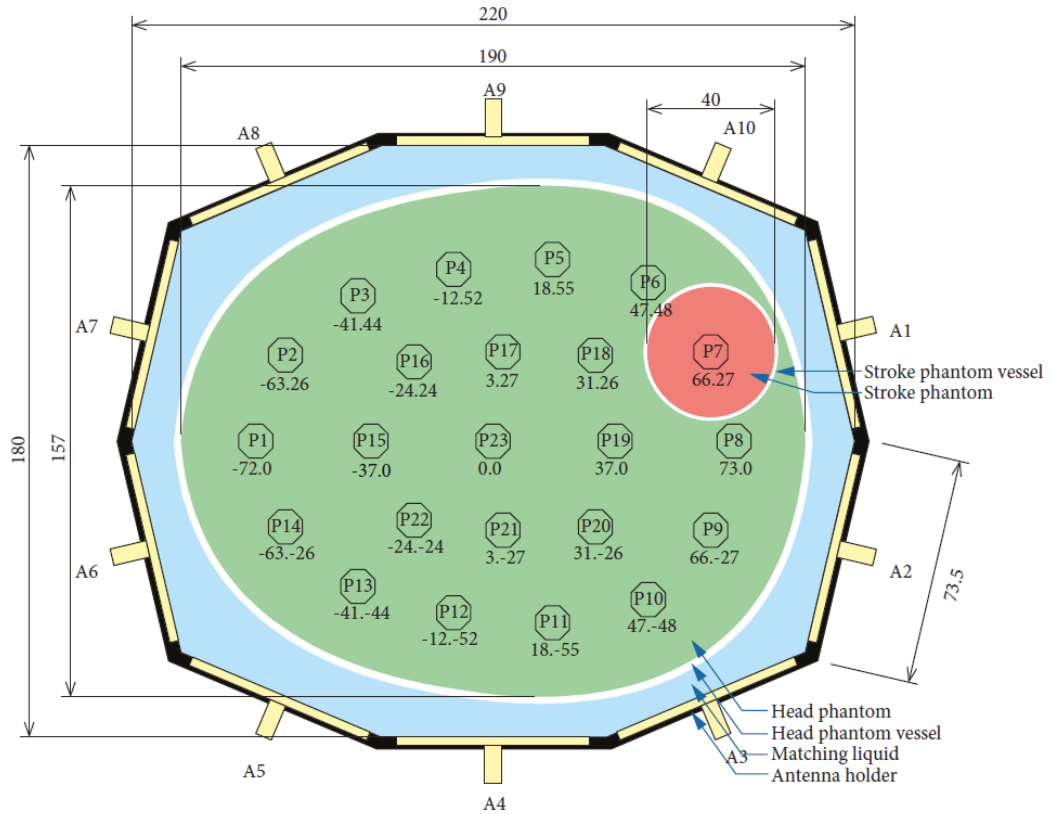 220
190
A9
40
A8
A10
P5
P4
P6
18.55
P3
-12.52
47.48
-41.44
A7
A1
P2
P16
P17
P18
P7
-63.26
-24.24
3.27
31.26
66.27
Stroke phantom vessel
Stroke phantom
180
157
P1
P15
P23
P19
P8
-72.0
-37.0
0.0
37.0
73.0
P14
P22
P21
P20
P9
-63.-26
-24.-24
3.-27
31.-26
66.-27
A6
A2
73.5
P13
P12
P11
P10
-41.-44
-12.-52
18.-55
47.-48
Head phantom
Head phantom vessel
A3
Matching liquid
A5
Antenna holder
A4